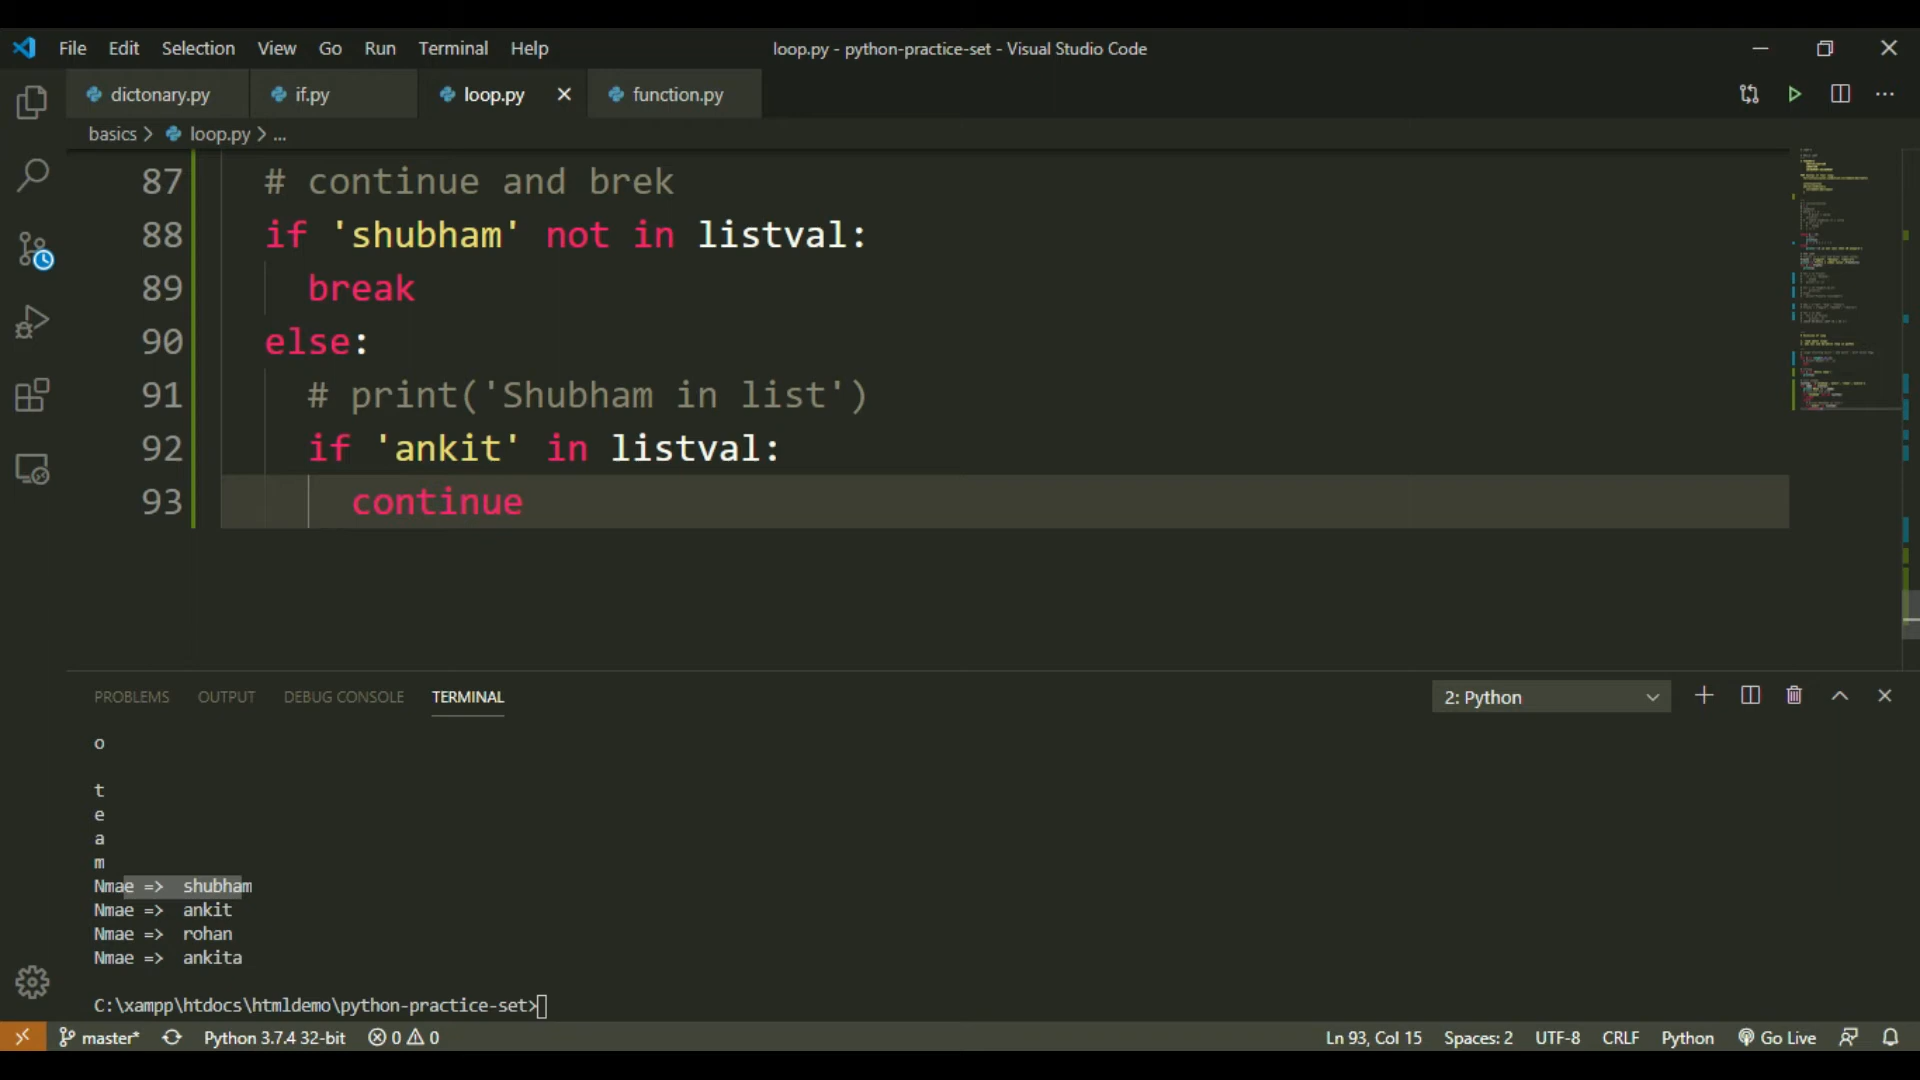 File Edit Selection View Go Run Terminal Help
loop.py - python-practice-set - Visual Studio Code
dictonary.py if.py loop.py function.py
basics > loop.py > ...
87 # continue and brek
88 if 'shubham' not in listval:
89 break
90 else:
91 # print('Shubham in list')
92 if 'ankit' in listval:
93 continue
PROBLEMS OUTPUT DEBUG CONSOLE TERMINAL
2: Python
o
t
e
a
m
Nmae => shubham
Nmae => ankit
Nmae => rohan
Nmae => ankita
C:\xampp\htdocs\htmldemo\python-practice-set>
master* Python 3.7.4 32-bit 0 0 Ln 93, Col 15 Spaces: 2 UTF-8 CRLF Python Go Live